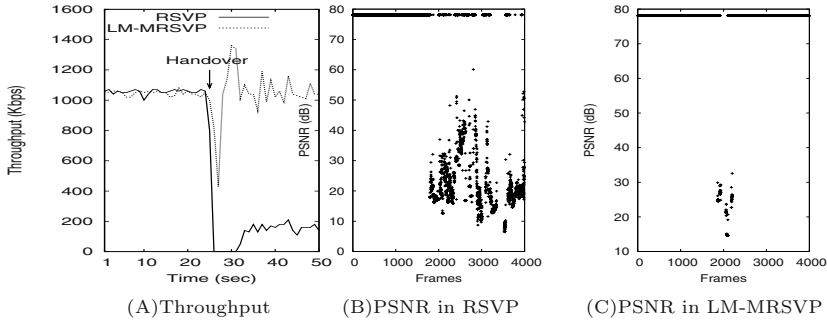 RSVP
LM-MRSVP
Handover
1600
1400
1200
1000
800
600
400
200
0
Throughput (Kbps)
1 10 20 30 40 50
Time (sec)
(A)Throughput
80
70
60
50
40
30
20
10
0
PSNR (dB)
0 1000 2000 3000 4000
Frames
(B)PSNR in RSVP
80
70
60
50
40
30
20
10
PSNR (dB)
0 1000 2000 3000 4000
Frames
(C)PSNR in LM-MRSVP